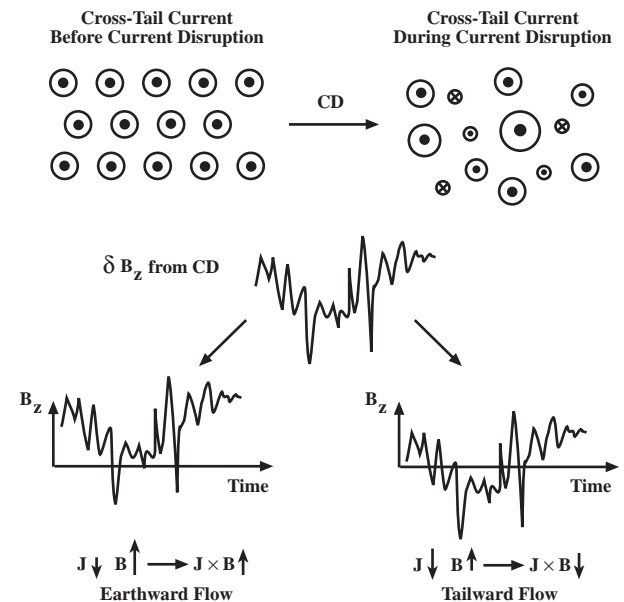 Cross-Tail Current
Before Current Disruption
Cross-Tail Current
During Current Disruption
CD
δ Bz from CD
Bz
Time
Bz
Time
J ↓ B ↑ → J × B ↑
Earthward Flow
J ↓ B ↑ → J × B ↓
Tailward Flow